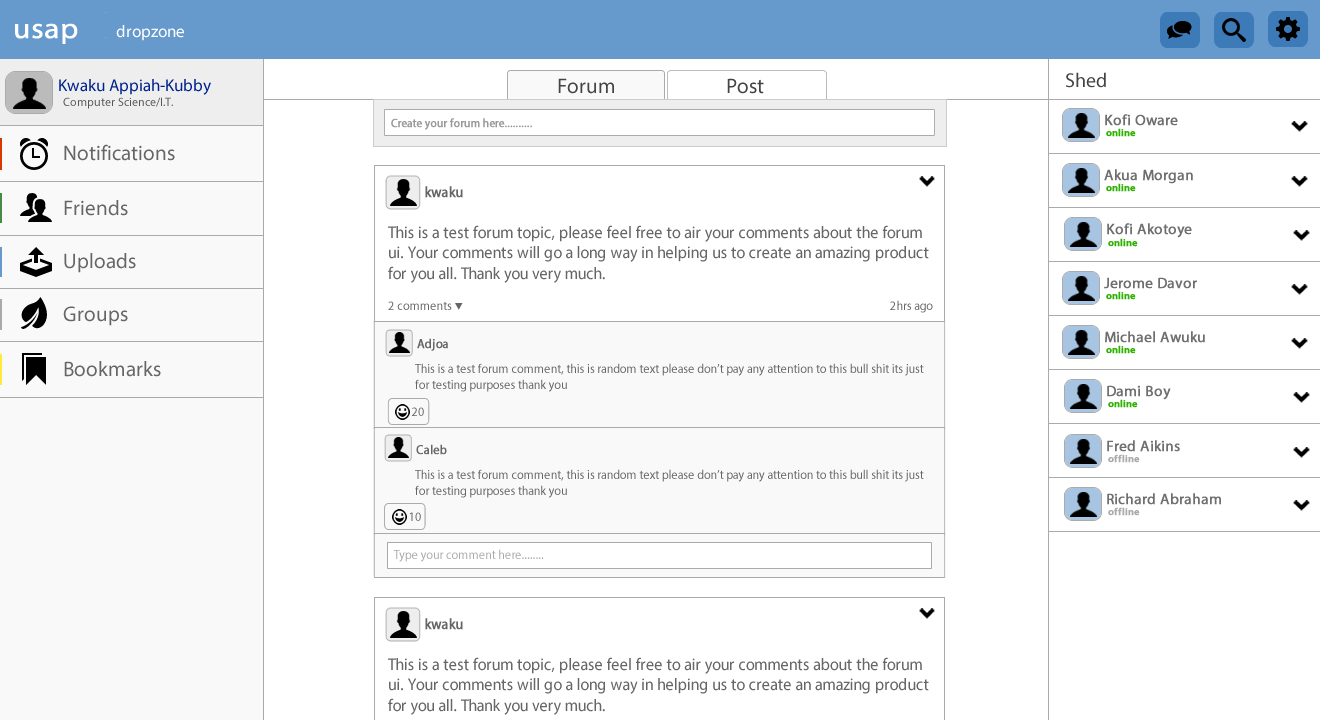 usap
dropzone
Kwaku Appiah-Kubby
Computer Science/I.T.
Notifications
Friends
Uploads
Groups
Bookmarks
Forum
Post
Create your forum here..........
kwaku
This is a test forum topic, please feel free to air your comments about the forum
ui. Your comments will go a long way in helping us to create an amazing product
for you all. Thank you very much.
2 comments
2hrs ago
Adjoa
This is a test forum comment, this is random text please don't pay any attention to this bull shit its just
for testing purposes thank you
20
Caleb
This is a test forum comment, this is random text please don't pay any attention to this bull shit its just
for testing purposes thank you
10
Type your comment here........
kwaku
This is a test forum topic, please feel free to air your comments about the forum
ui. Your comments will go a long way in helping us to create an amazing product
for you all. Thank you very much.
Shed
Kofi Oware
online
Akua Morgan
online
Kofi Akotoye
online
Jerome Davor
online
Michael Awuku
online
Dami Boy
online
Fred Aikins
offline
Richard Abraham
offline